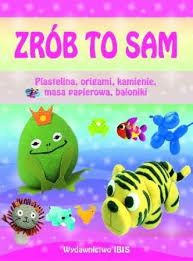 ZRÓB TO SAM
Plastelina, origami, kamienie,
masa papierowa, baloniki
Wydawnictwo IBIS